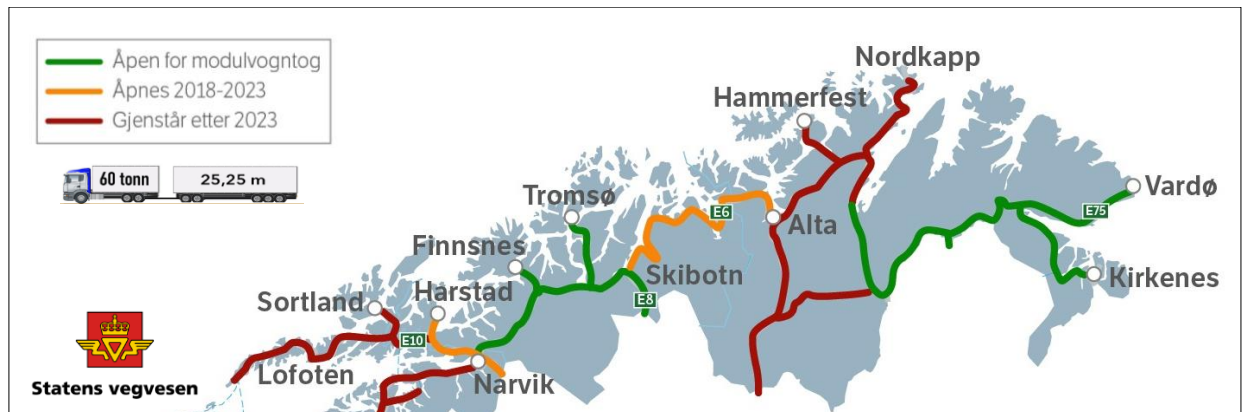 Åpen for modulvogntog
Åpnes 2018-2023
Gjenstår etter 2023
60 tonn
25,25 m
Nordkapp
Hammerfest
Vardø
Tromsø
E6
E75
Alta
Finnsnes
Skibotn
Kirkenes
Sortland
Harstad
E8
E10
Lofoten
Narvik
Statens vegvesen